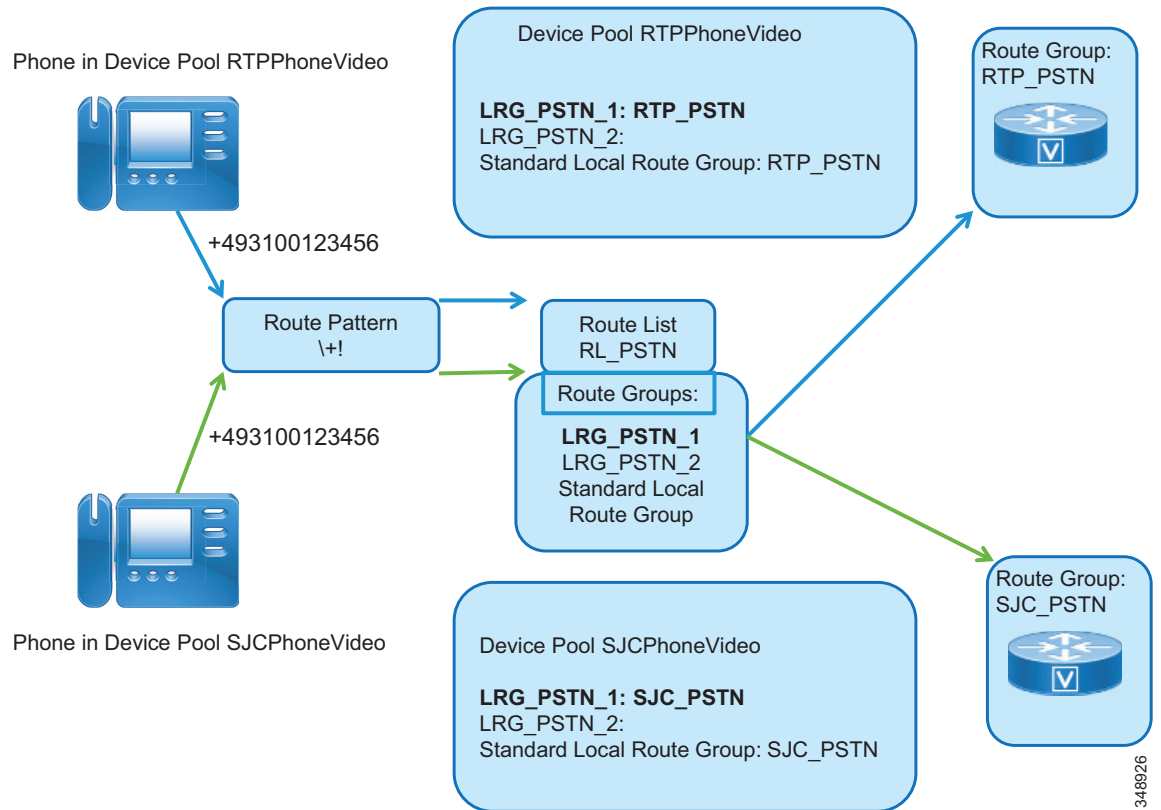 Phone in Device Pool RTPPhoneVideo
Device Pool RTPPhoneVideo
LRG_PSTN_1: RTP_PSTN
LRG_PSTN_2:
Standard Local Route Group: RTP_PSTN
Route Group:
RTP_PSTN
V
+493100123456
Route Pattern
\+!
Route List
RL_PSTN
Route Groups:
LRG_PSTN_1
LRG_PSTN_2
Standard Local
Route Group
+493100123456
Phone in Device Pool SJCPhoneVideo
Device Pool SJCPhoneVideo
LRG_PSTN_1: SJC_PSTN
LRG_PSTN_2:
Standard Local Route Group: SJC_PSTN
Route Group:
SJC_PSTN
V
348926